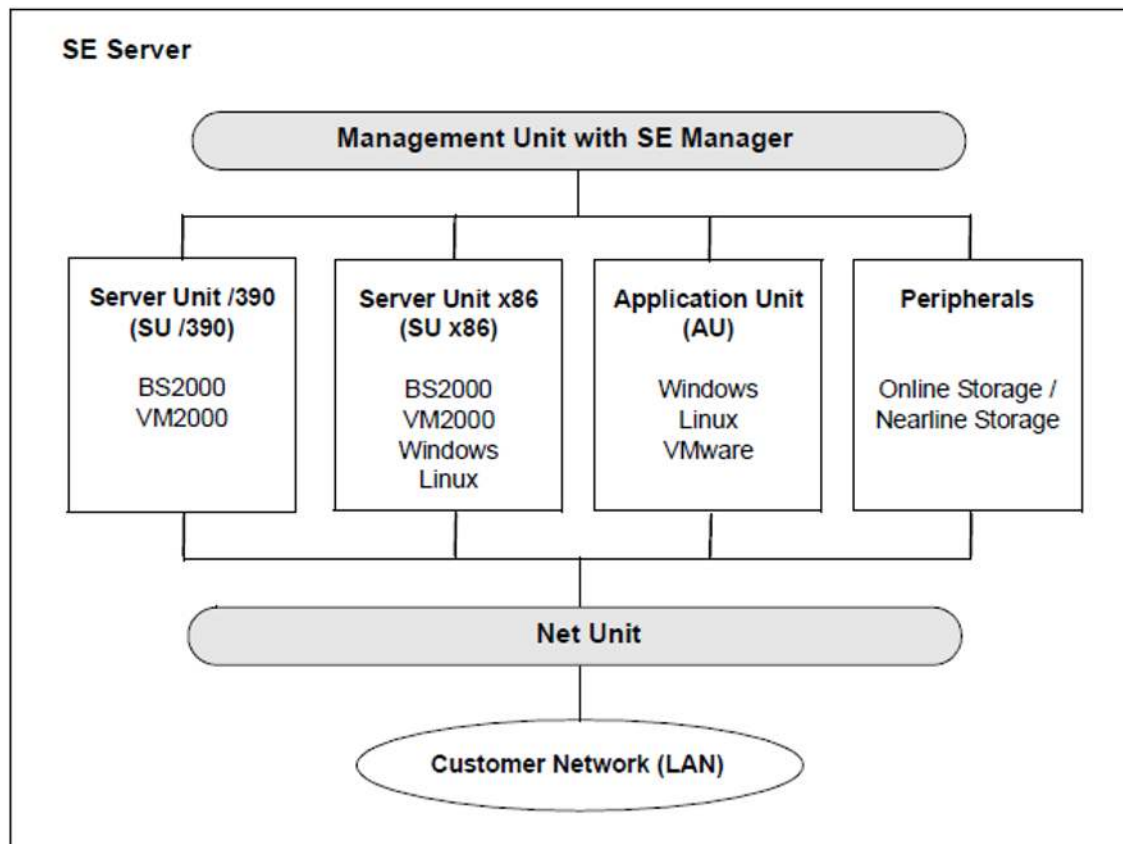 SE Server
Management Unit with SE Manager
Server Unit /390
(SU /390)
BS2000
VM2000
Server Unit x86
(SU x86)
BS2000
VM2000
Windows
Linux
Application Unit
(AU)
Windows
Linux
VMware
Peripherals
Online Storage /
Nearline Storage
Net Unit
Customer Network (LAN)